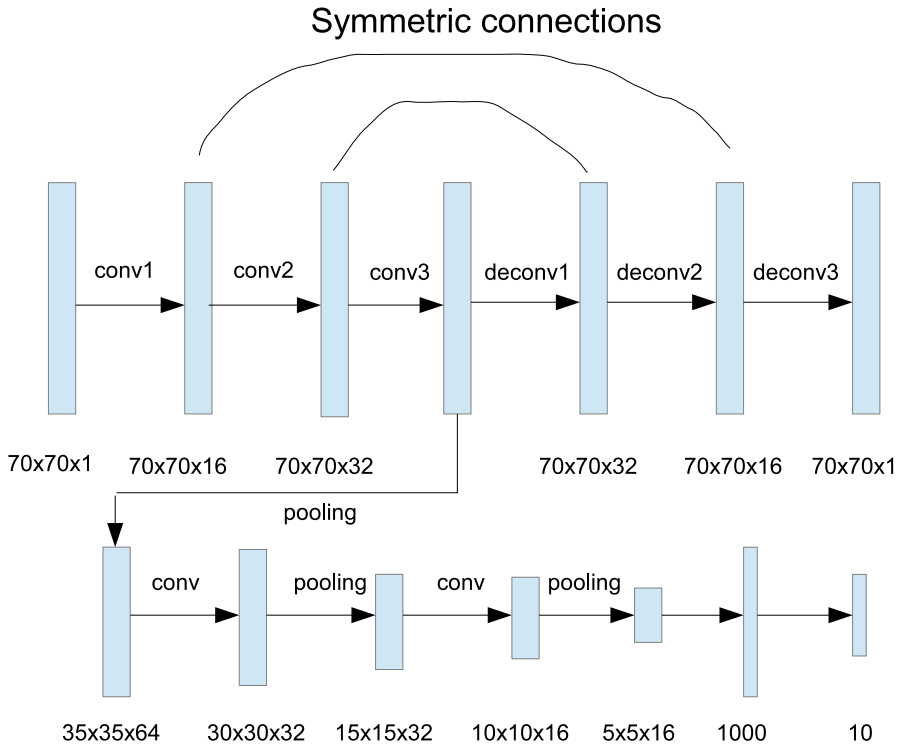 Symmetric connections
conv1 conv2 conv3 deconv1 deconv2 deconv3
70x70x1 70x70x16 70x70x32 70x70x32 70x70x16 70x70x1
pooling
conv pooling conv pooling
35x35x64 30x30x32 15x15x32 10x10x16 5x5x16 1000 10